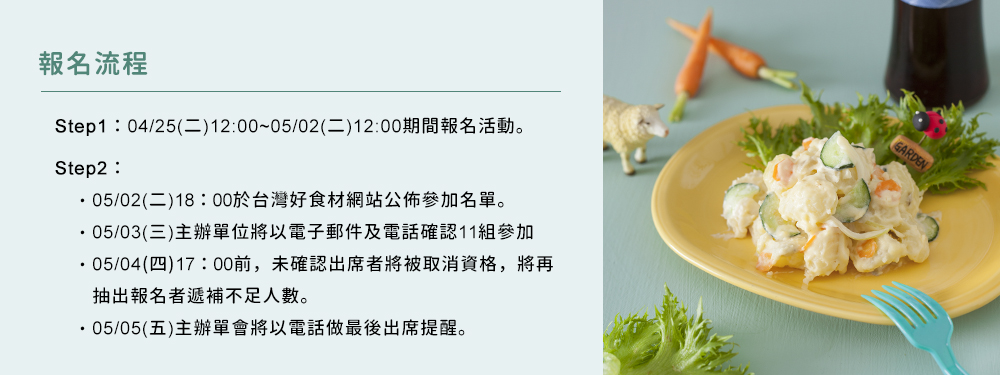 報名流程
Step1：04/25(二)12:00~05/02(二)12:00期間報名活動。
Step2：
・05/02(二)18：00於台灣好食材網站公佈參加名單。
・05/03(三)主辦單位將以電子郵件及電話確認11組參加
・05/04(四)17：00前，未確認出席者將被取消資格，將再
抽出報名者遞補不足人數。
・05/05(五)主辦單會將以電話做最後出席提醒。
GARDEN